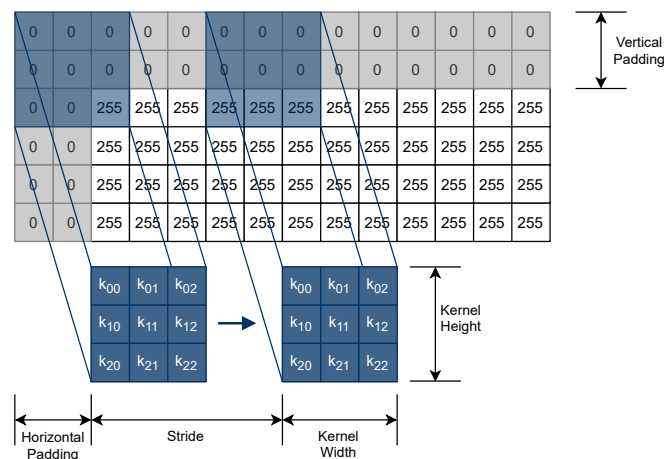 0 0 0 0 0 0 0 0 0 0 0 0 0 0
Vertical
Padding
0 0 0 0 0 0 0 0 0 0 0 0 0 0
0 0 255 255 255 255 255 255 255 255 255 255 255 255
0 0 255 255 255 255 255 255 255 255 255 255 255 255
0 0 255 255 255 255 255 255 255 255 255 255 255 255
0 0 255 255 255 255 255 255 255 255 255 255 255 255
k00 k01 k02 k00 k01 k02
k10 k11 k12 k10 k11 k12
Kernel
Height
k20 k21 k22 k20 k21 k22
Horizontal
Padding
Stride
Kernel
Width